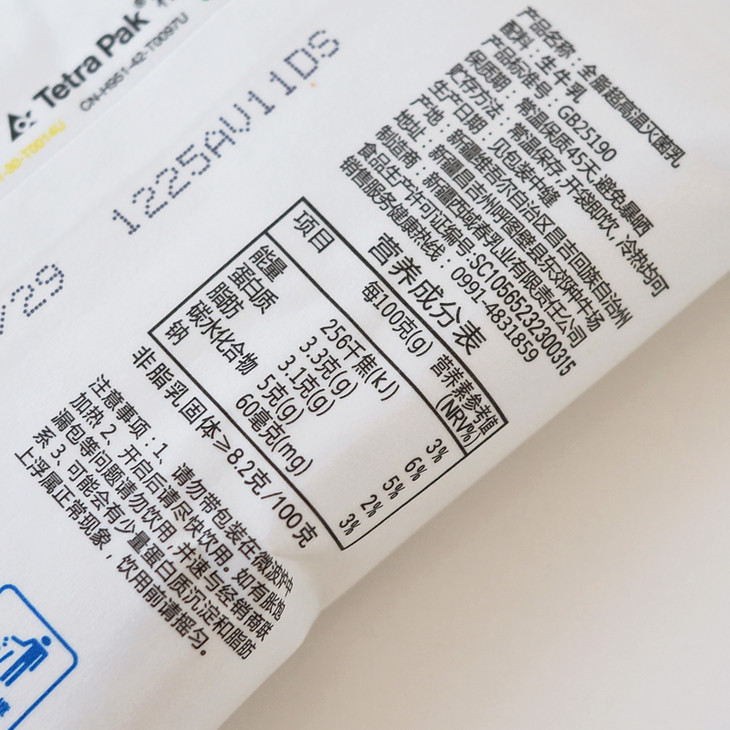 Tetra Pak®
CN-H951-42-T0097U
1225AV11DS
/29
产品名称：全脂超高温灭菌乳
配料：生牛乳
产品标准号：GB25190
保质期：常温保质45天，避免暴晒
贮存方法：常温保存，开袋即饮，冷热均可
生产日期：见包装中缝
产地：新疆维吾尔自治区昌吉回族自治州
地址：新疆昌吉州呼图壁县东郊种牛场
制造商：新疆西域春乳业有限责任公司
食品生产许可证编号：SC10665232300315
销售服务健康热线：0991-4831859
营养成分表
项目 每100克(g) 营养素参考值(NRV%)
能量 256千焦(kJ) 3%
蛋白质 3.3克(g) 6%
脂肪 3.1克(g) 5%
碳水化合物 5克(g) 2%
钠 60毫克(mg) 3%
非脂乳固体≥8.2克/100克
注意事项：1、请勿带包装在微波炉中
加热 2、开启后请尽快饮用。如有胀包
漏包等问题请勿饮用，并速与经销商联
系 3、可能会有少量蛋白质沉淀和脂肪
上浮属正常现象，饮用前请摇匀。